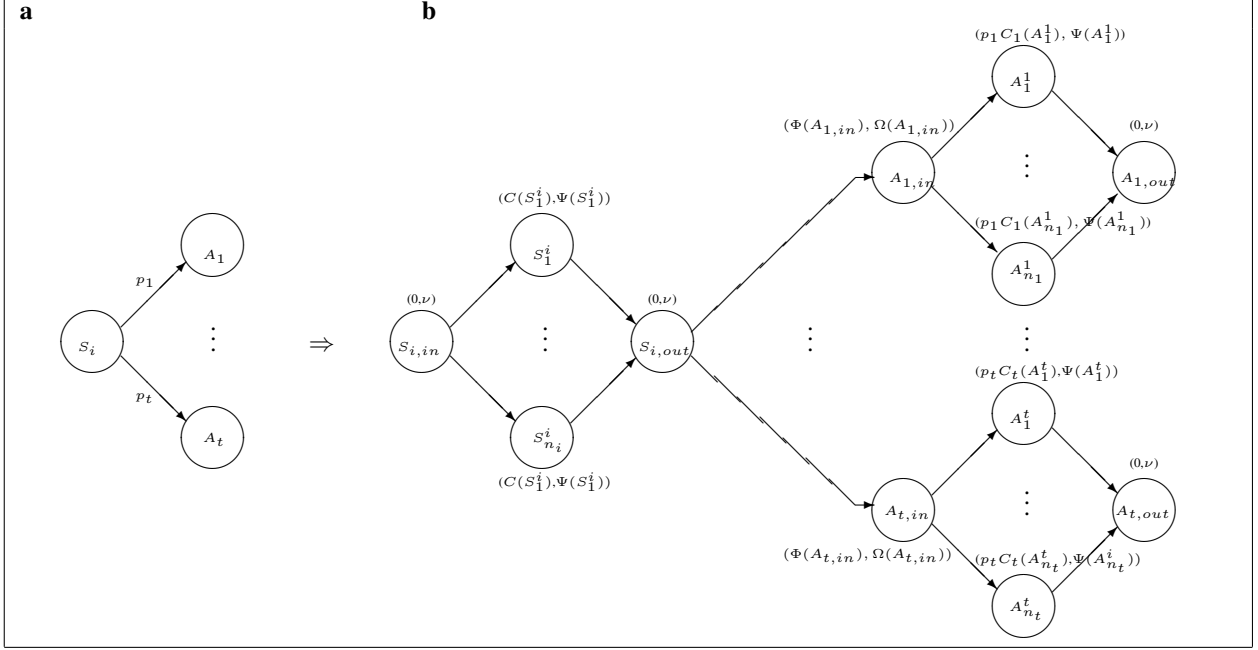 a
b
(p_1 C_1(A^1_1), Ψ(A^1_1))
A^1_1
(Φ(A_{1,in}), Ω(A_{1,in}))
(0,ν)
A_{1,in}
⋮
A_{1,out}
(C(S^i_1),Ψ(S^i_1))
(p_1 C_1(A^1_{n_1}), Ψ(A^1_{n_1}))
A_1
S^i_1
A^1_{n_1}
p_1
(0,ν)
(0,ν)
S_i
⋮
⇒
S_{i,in}
⋮
S_{i,out}
⋮
⋮
(p_t C_t(A^t_1),Ψ(A^t_1))
p_t
A^t_1
A_t
S^i_{n_i}
(0,ν)
(C(S^i_1),Ψ(S^i_1))
A_{t,in}
⋮
A_{t,out}
(Φ(A_{t,in}), Ω(A_{t,in}))
(p_t C_t(A^t_{n_t}),Ψ(A^i_{n_t}))
A^t_{n_t}